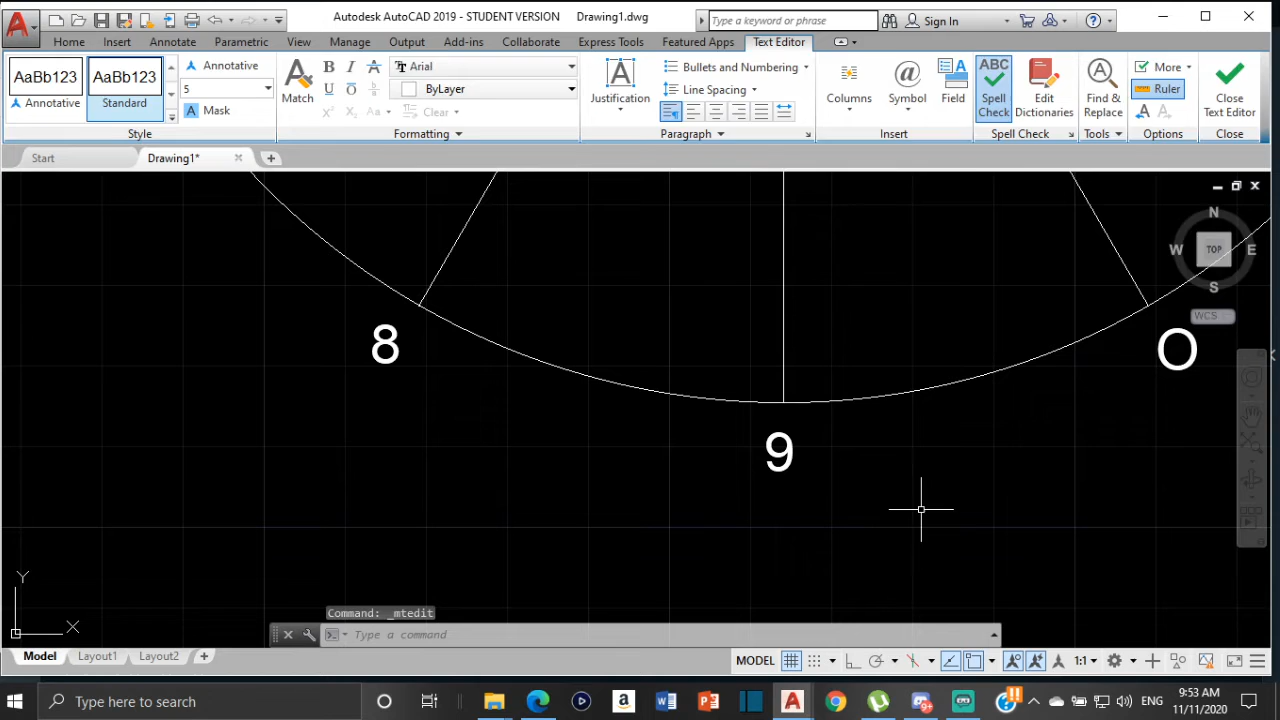 Autodesk AutoCAD 2019 - STUDENT VERSION Drawing1.dwg
Type a keyword or phrase
Sign In
Home Insert Annotate Parametric View Manage Output Add-ins Collaborate Express Tools Featured Apps Text Editor
AaBb123
Annotative
AaBb123
Standard
Annotative
5
Mask
Style
Match
B I A
U O
Arial
ByLayer
Aa
Clear
Formatting
Justification
Bullets and Numbering
Line Spacing
Paragraph
Columns
Symbol
Field
Insert
ABC
Spell
Check
Edit
Dictionaries
Spell Check
Find &
Replace
Tools
More
Ruler
Options
Close
Text Editor
Close
Start
Drawing1*
N
W TOP E
S
WCS
8
9
O
Y
X
Command: _mtedit
Type a command
Model Layout1 Layout2
MODEL
1:1
Type here to search
ENG
9:53 AM
11/11/2020